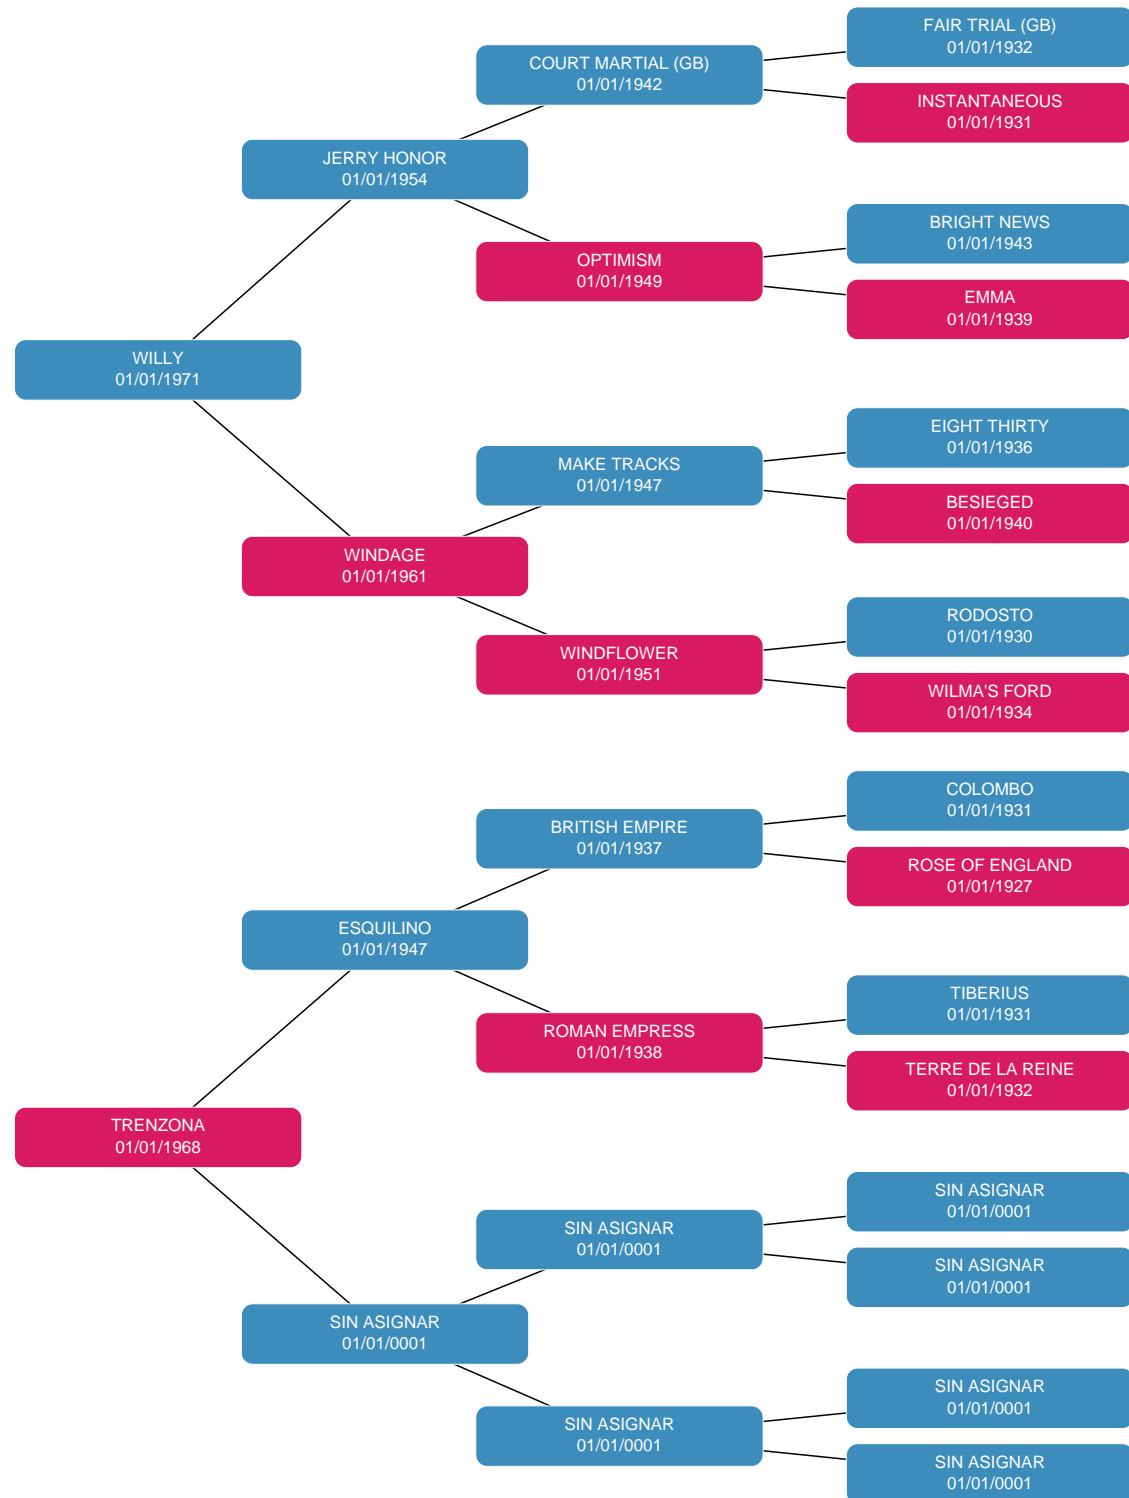 FAIR TRIAL (GB)
01/01/1932
COURT MARTIAL (GB)
01/01/1942
INSTANTANEOUS
01/01/1931
JERRY HONOR
01/01/1954
BRIGHT NEWS
01/01/1943
OPTIMISM
01/01/1949
EMMA
01/01/1939
WILLY
01/01/1971
EIGHT THIRTY
01/01/1936
MAKE TRACKS
01/01/1947
BESIEGED
01/01/1940
WINDAGE
01/01/1961
RODOSTO
01/01/1930
WINDFLOWER
01/01/1951
WILMA'S FORD
01/01/1934
COLOMBO
01/01/1931
BRITISH EMPIRE
01/01/1937
ROSE OF ENGLAND
01/01/1927
ESQUILINO
01/01/1947
TIBERIUS
01/01/1931
ROMAN EMPRESS
01/01/1938
TERRE DE LA REINE
01/01/1932
TRENZONA
01/01/1968
SIN ASIGNAR
01/01/0001
SIN ASIGNAR
01/01/0001
SIN ASIGNAR
01/01/0001
SIN ASIGNAR
01/01/0001
SIN ASIGNAR
01/01/0001
SIN ASIGNAR
01/01/0001
SIN ASIGNAR
01/01/0001